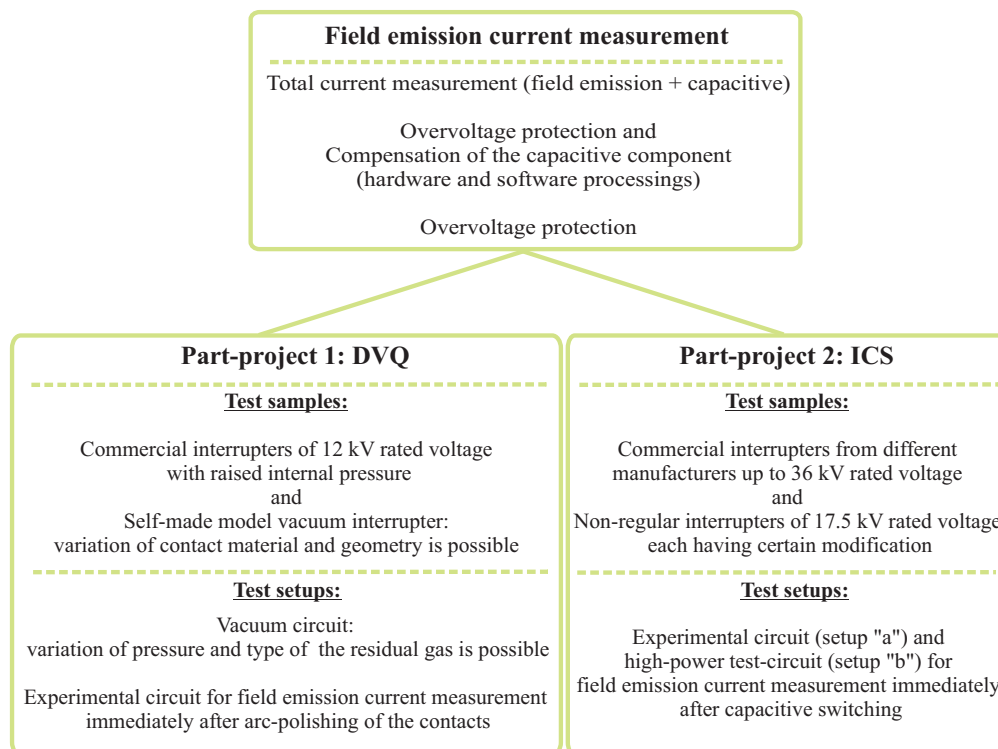 Field emission current measurement
Total current measurement (field emission + capacitive)
Overvoltage protection and
Compensation of the capacitive component
(hardware and software processings)
Overvoltage protection
Part-project 1: DVQ
Test samples:
Commercial interrupters of 12 kV rated voltage
with raised internal pressure
and
Self-made model vacuum interrupter:
variation of contact material and geometry is possible
Test setups:
Vacuum circuit:
variation of pressure and type of the residual gas is possible
Experimental circuit for field emission current measurement
immediately after arc-polishing of the contacts
Part-project 2: ICS
Test samples:
Commercial interrupters from different
manufacturers up to 36 kV rated voltage
and
Non-regular interrupters of 17.5 kV rated voltage
each having certain modification
Test setups:
Experimental circuit (setup "a") and
high-power test-circuit (setup "b") for
field emission current measurement immediately
after capacitive switching